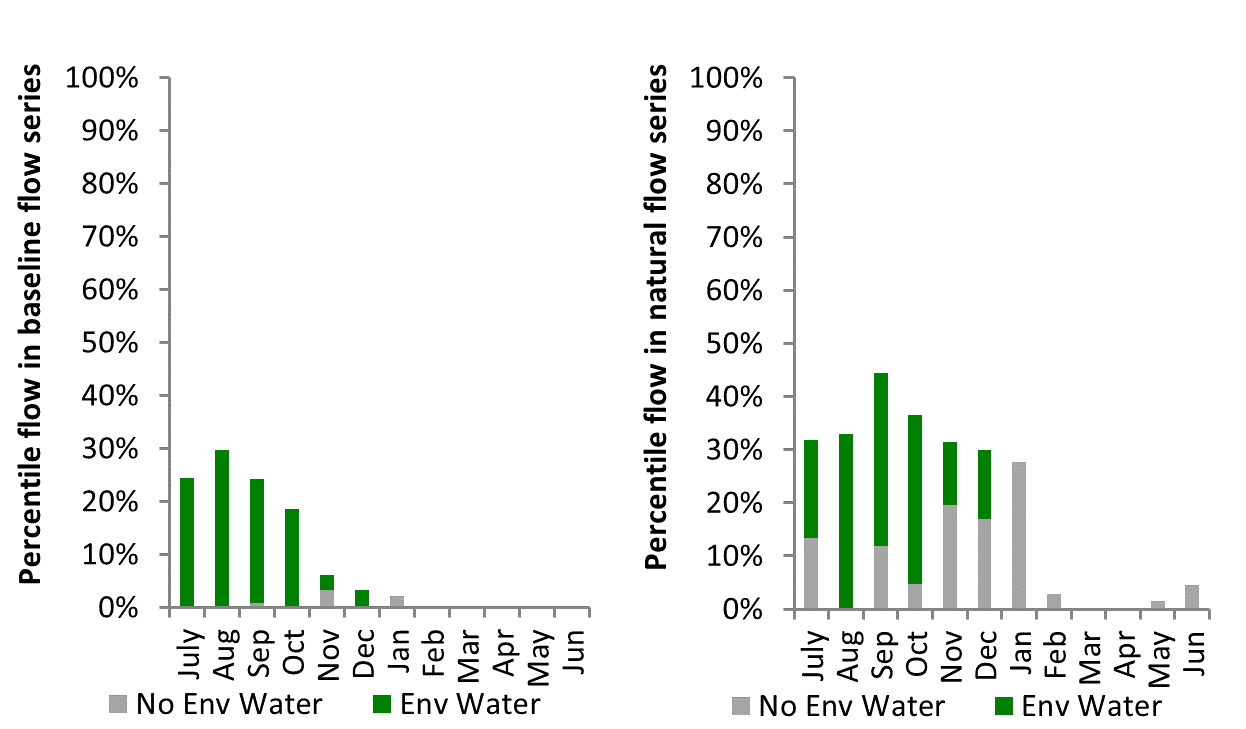 Percentile flow in baseline flow series
100%
90%
80%
70%
60%
50%
40%
30%
20%
10%
0%
July
Aug
Sep
Oct
Nov
Dec
Jan
Feb
Mar
Apr
May
Jun
No Env Water
Env Water
Percentile flow in natural flow series
100%
90%
80%
70%
60%
50%
40%
30%
20%
10%
0%
July
Aug
Sep
Oct
Nov
Dec
Jan
Feb
Mar
Apr
May
Jun
No Env Water
Env Water